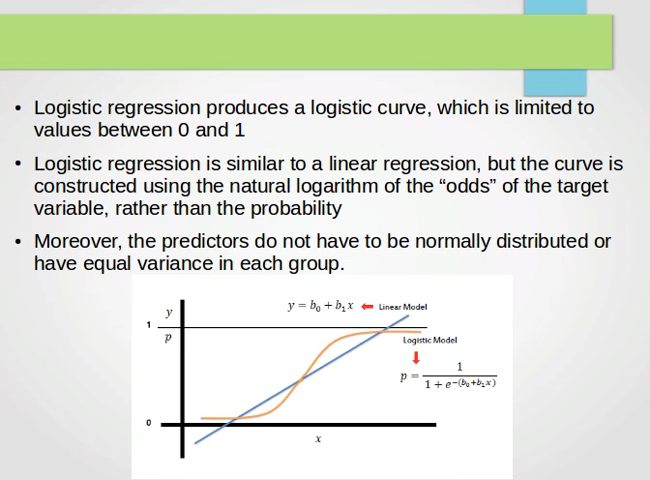 • Logistic regression produces a logistic curve, which is limited to
values between 0 and 1
• Logistic regression is similar to a linear regression, but the curve is
constructed using the natural logarithm of the “odds” of the target
variable, rather than the probability
• Moreover, the predictors do not have to be normally distributed or
have equal variance in each group.
y = b₀ + b₁x Linear Model
y
1
p
Logistic Model
p = 1 / (1 + e^−(b₀+b₁x))
0
x